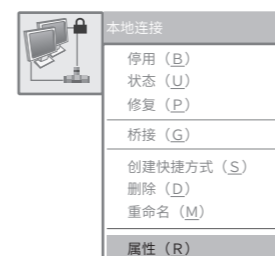 本地连接
停用（B）
状态（U）
修复（P）
桥接（G）
创建快捷方式（S）
删除（D）
重命名（M）
属性（R）